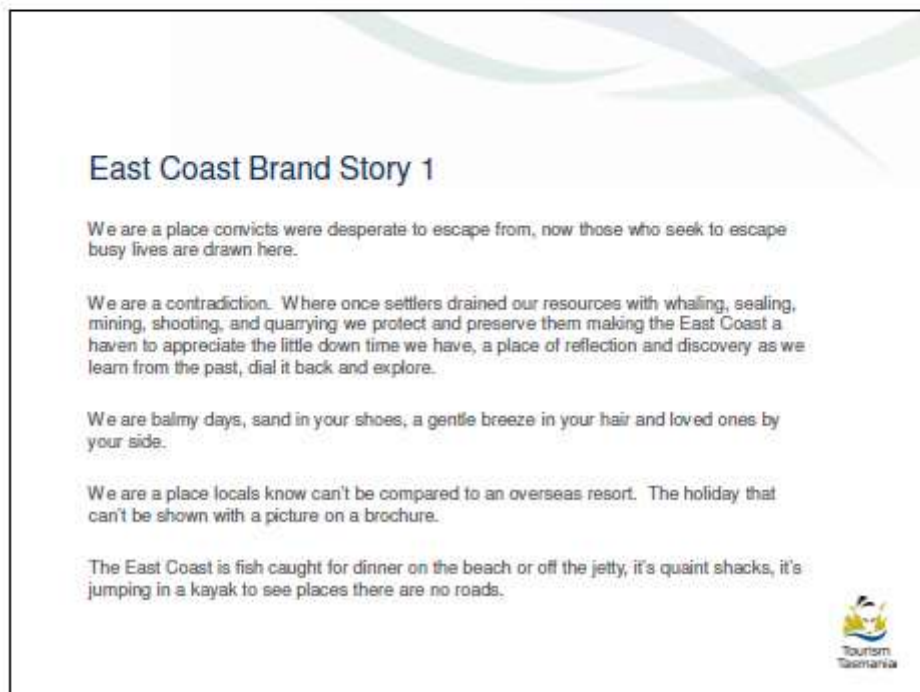 East Coast Brand Story 1
We are a place convicts were desperate to escape from, now those who seek to escape
busy lives are drawn here.
We are a contradiction.  Where once settlers drained our resources with whaling, sealing,
mining, shooting, and quarrying we protect and preserve them making the East Coast a
haven to appreciate the little down time we have, a place of reflection and discovery as we
learn from the past, dial it back and explore.
We are balmy days, sand in your shoes, a gentle breeze in your hair and loved ones by
your side.
We are a place locals know can't be compared to an overseas resort.  The holiday that
can't be shown with a picture on a brochure.
The East Coast is fish caught for dinner on the beach or off the jetty, it's quaint shacks, it's
jumping in a kayak to see places there are no roads.
Tourism
Tasmania